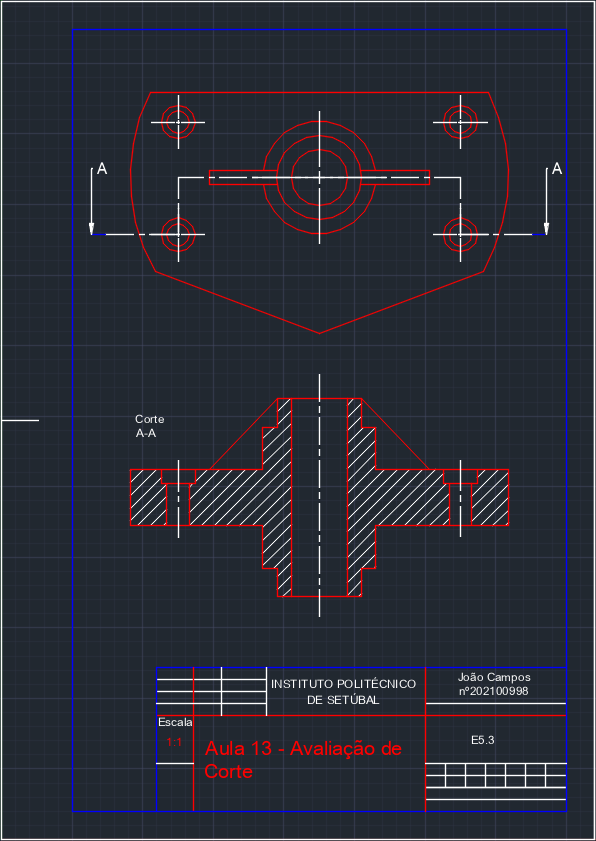 A
A
Corte
A-A
INSTITUTO POLITÉCNICO
DE SETÚBAL
João Campos
nº202100998
Escala
1:1
Aula 13 - Avaliação de
Corte
E5.3